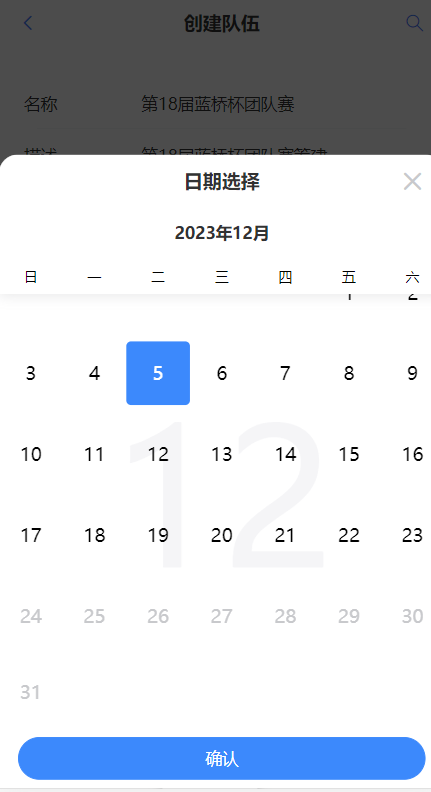 创建队伍
名称 第18届蓝桥杯团队赛
描述 第18届蓝桥杯团队赛筹建
日期选择
2023年12月
日 一 二 三 四 五 六
1 2
3 4 5 6 7 8 9
10 11 12 13 14 15 16
12
17 18 19 20 21 22 23
24 25 26 27 28 29 30
31
确认